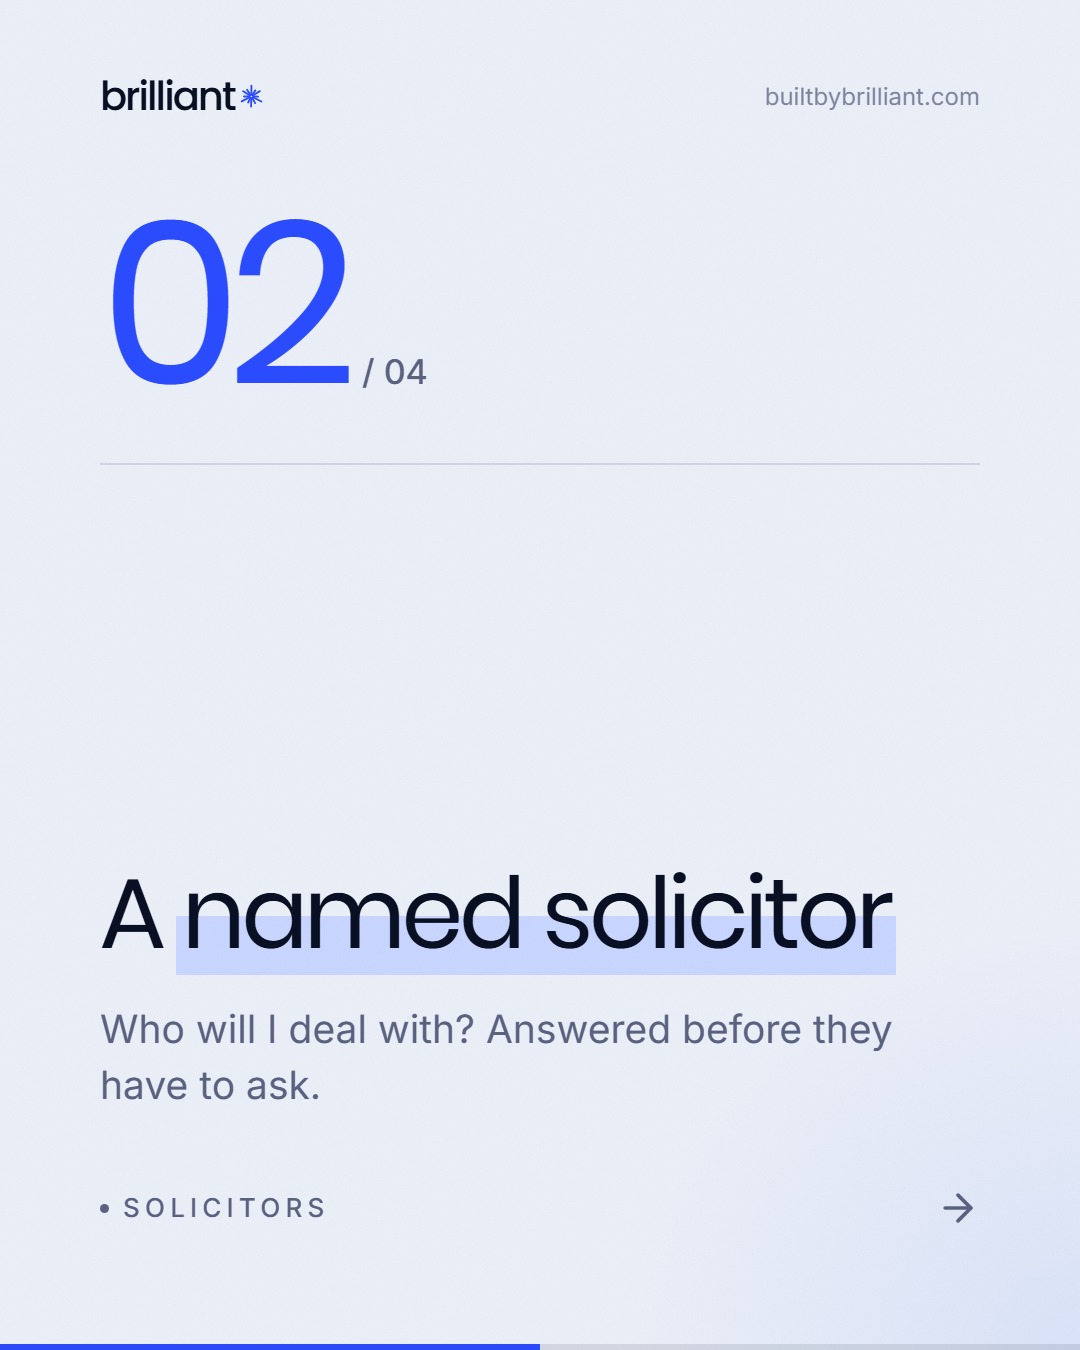 brilliant
builtbybrilliant.com
02 / 04
A named solicitor
Who will I deal with? Answered before they
have to ask.
• SOLICITORS